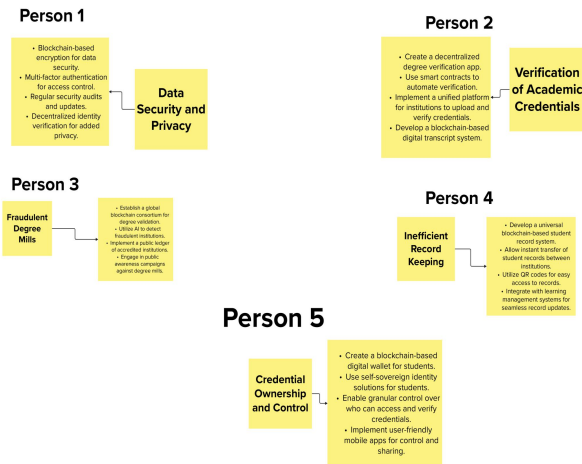 Person 1
• Blockchain-based
encryption for data
security.
• Multi-factor authentication
for access control.
• Regular security audits
and updates.
• Decentralized identity
verification for added
privacy.
Data
Security and
Privacy
Person 2
• Create a decentralized
degree verification app.
• Use smart contracts to
automate verification.
• Implement a unified platform
for institutions to upload and
verify credentials.
• Develop a blockchain-based
digital transcript system.
Verification
of Academic
Credentials
Person 3
Fraudulent
Degree
Mills
• Establish a global
blockchain consortium for
degree validation.
• Utilize AI to detect
fraudulent institutions.
• Implement a public ledger
of accredited institutions.
• Engage in public
awareness campaigns
against degree mills.
Person 4
Inefficient
Record
Keeping
• Develop a universal
blockchain-based student
record system.
• Allow instant transfer of
student records between
institutions.
• Utilize QR codes for easy
access to records.
• Integrate with learning
management systems for
seamless record updates.
Person 5
Credential
Ownership
and Control
• Create a blockchain-based
digital wallet for students.
• Use self-sovereign identity
solutions for students.
• Enable granular control over
who can access and verify
credentials.
• Implement user-friendly
mobile apps for control and
sharing.